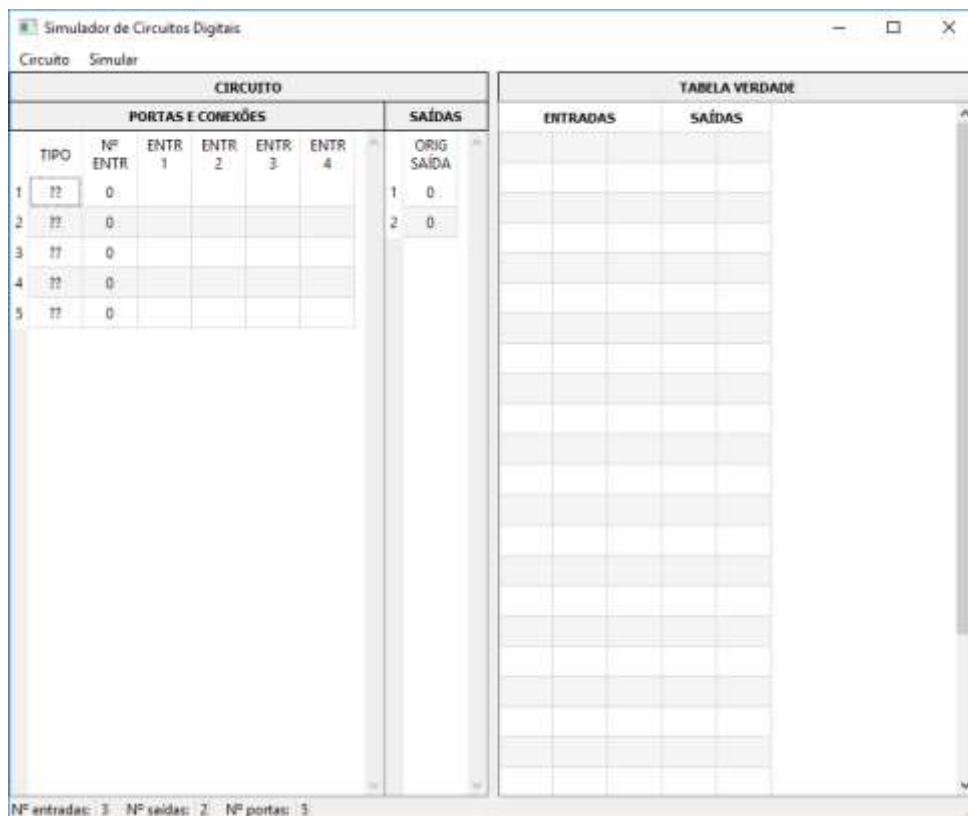 Simulador de Circuitos Digitais
Circuito Simular
CIRCUITO
PORTAS E CONEXÕES SAÍDAS
TIPO Nº ENTR ENTR 1 ENTR 2 ENTR 3 ENTR 4 ORIG SAÍDA
1 ?? 0 1 0
2 ?? 0 2 0
3 ?? 0
4 ?? 0
5 ?? 0
TABELA VERDADE
ENTRADAS SAÍDAS
Nº entradas: 3 Nº saídas: 2 Nº portas: 5